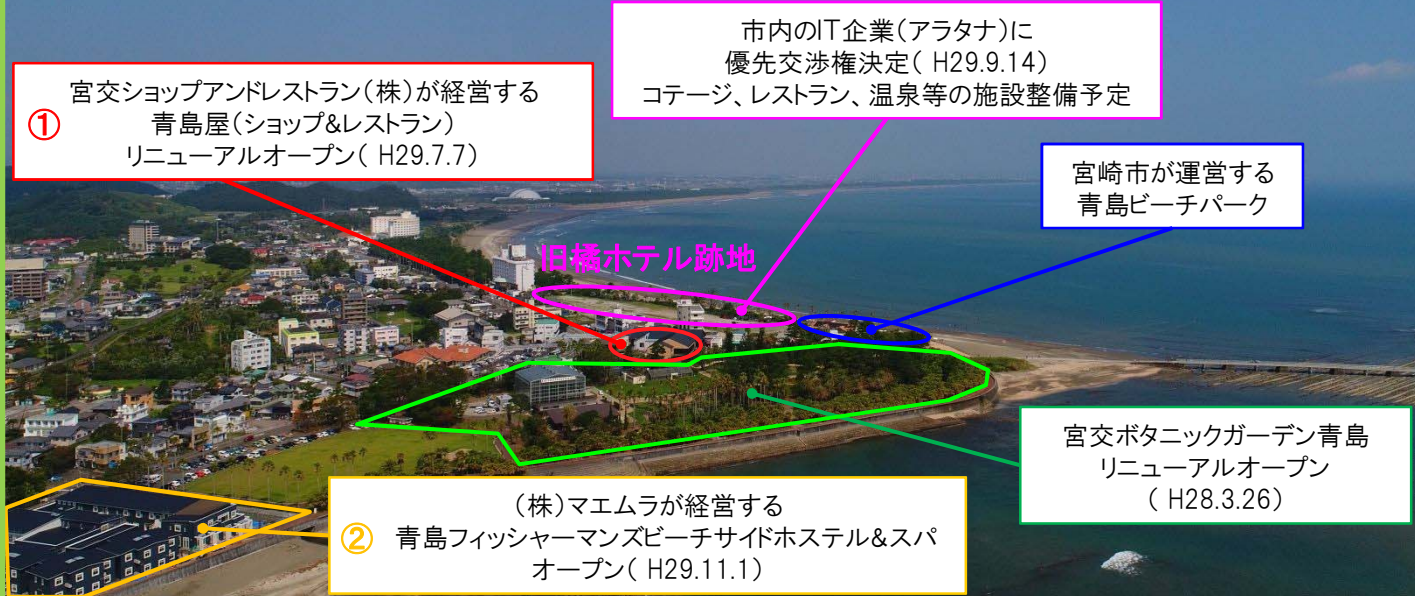 市内のIT企業(アラタナ)に
優先交渉権決定( H29.9.14)
コテージ、レストラン、温泉等の施設整備予定
①
宮交ショップアンドレストラン(株)が経営する
青島屋(ショップ&レストラン)
リニューアルオープン( H29.7.7)
宮崎市が運営する
青島ビーチパーク
旧橘ホテル跡地
宮交ボタニックガーデン青島
リニューアルオープン
( H28.3.26)
②
(株)マエムラが経営する
青島フィッシャーマンズビーチサイドホステル&スパ
オープン( H29.11.1)